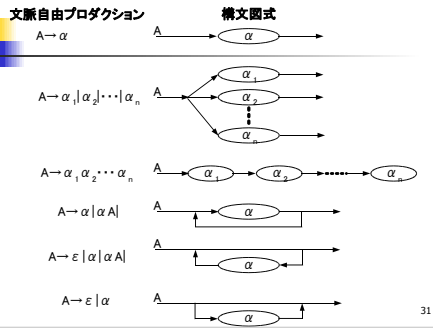 文脈自由プロダクション 構文図式
A→α A α
A→α₁|α₂|･･･|αₙ A α₁
α₂
αₙ
A→α₁α₂･･･αₙ A α₁ α₂ αₙ
A→α|αA| A α
A→ε|α|αA| A α
A→ε|α A α
31